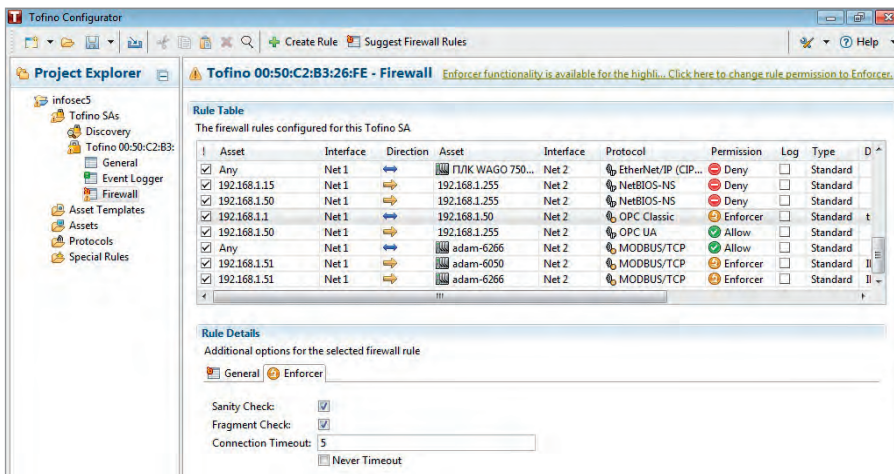 Tofino Configurator
Create Rule Suggest Firewall Rules Help
Project Explorer
infosec5
Tofino SAs
Discovery
Tofino 00:50:C2:B3:
General
Event Logger
Firewall
Asset Templates
Assets
Protocols
Special Rules
Tofino 00:50:C2:B3:26:FE - Firewall Enforcer functionality is available for the highli... Click here to change rule permission to Enforcer.
Rule Table
The firewall rules configured for this Tofino SA
! Asset Interface Direction Asset Interface Protocol Permission Log Type D
Any Net 1 ПЛК WAGO 750... Net 2 EtherNet/IP (CIP... Deny Standard
192.168.1.15 Net 1 192.168.1.255 Net 2 NetBIOS-NS Deny Standard
192.168.1.50 Net 1 192.168.1.255 Net 2 NetBIOS-NS Deny Standard
192.168.1.1 Net 1 192.168.1.50 Net 2 OPC Classic Enforcer Standard t
192.168.1.50 Net 1 192.168.1.255 Net 2 OPC UA Allow Standard
Any Net 1 adam-6266 Net 2 MODBUS/TCP Allow Standard
192.168.1.51 Net 1 adam-6050 Net 2 MODBUS/TCP Enforcer Standard
192.168.1.51 Net 1 adam-6266 Net 2 MODBUS/TCP Enforcer Standard
Rule Details
Additional options for the selected firewall rule
General Enforcer
Sanity Check:
Fragment Check:
Connection Timeout: 5
Never Timeout